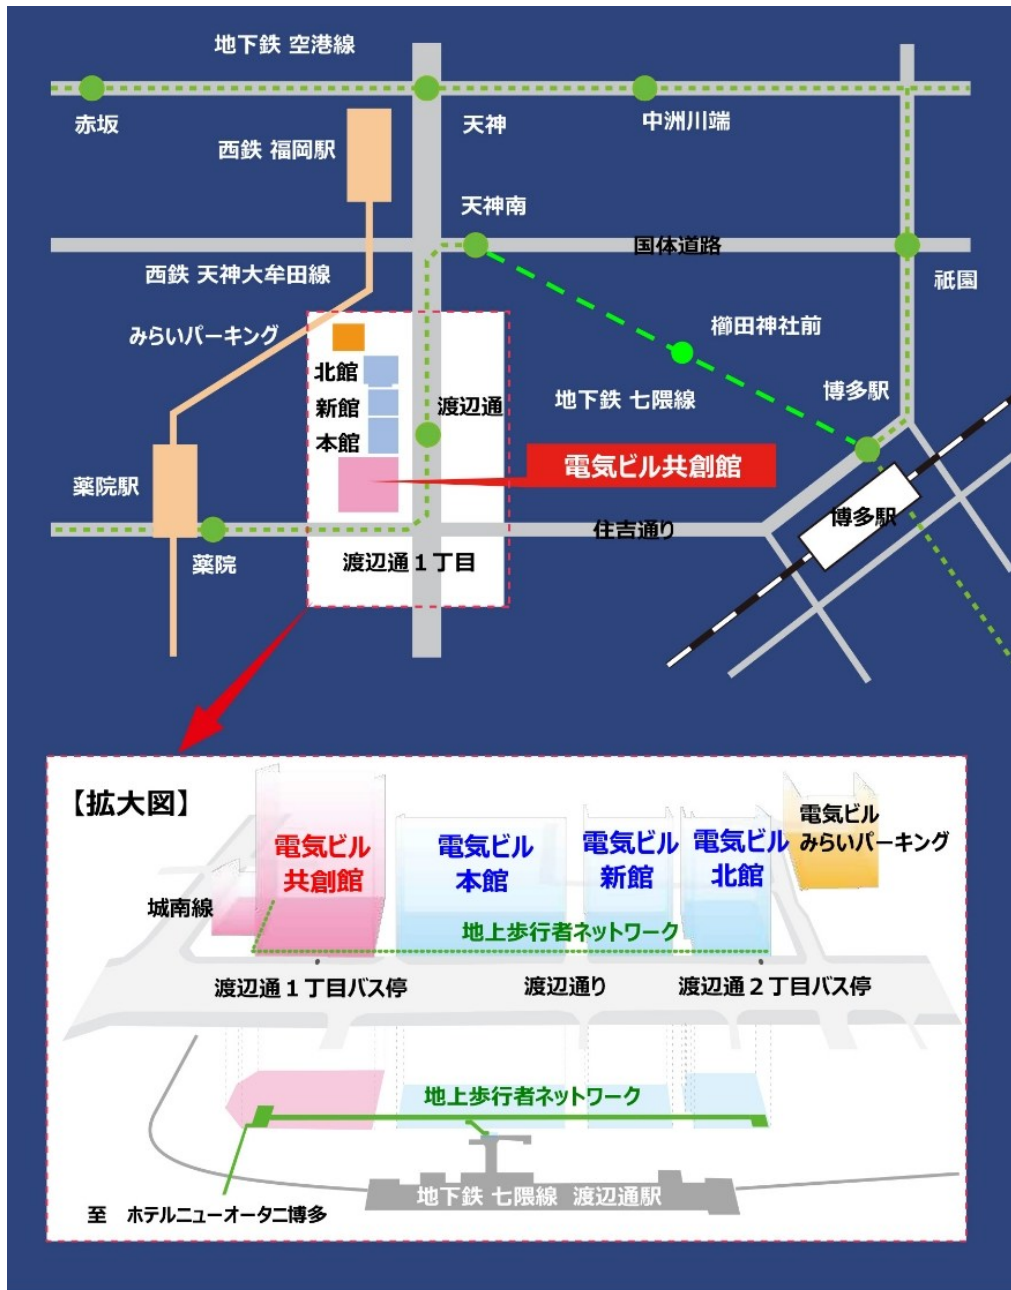 地下鉄 空港線
赤坂
天神
中洲川端
西鉄 福岡駅
天神南
国体道路
西鉄 天神大牟田線
祇園
みらいパーキング
櫛田神社前
北館
新館
本館
渡辺通
地下鉄 七隈線
博多駅
電気ビル共創館
薬院駅
博多駅
住吉通り
薬院
渡辺通１丁目
【拡大図】
電気ビル
共創館
電気ビル
本館
電気ビル
新館
電気ビル
北館
電気ビル
みらいパーキング
城南線
地上歩行者ネットワーク
渡辺通１丁目バス停
渡辺通り
渡辺通２丁目バス停
地上歩行者ネットワーク
地下鉄 七隈線 渡辺通駅
至 ホテルニューオータニ博多